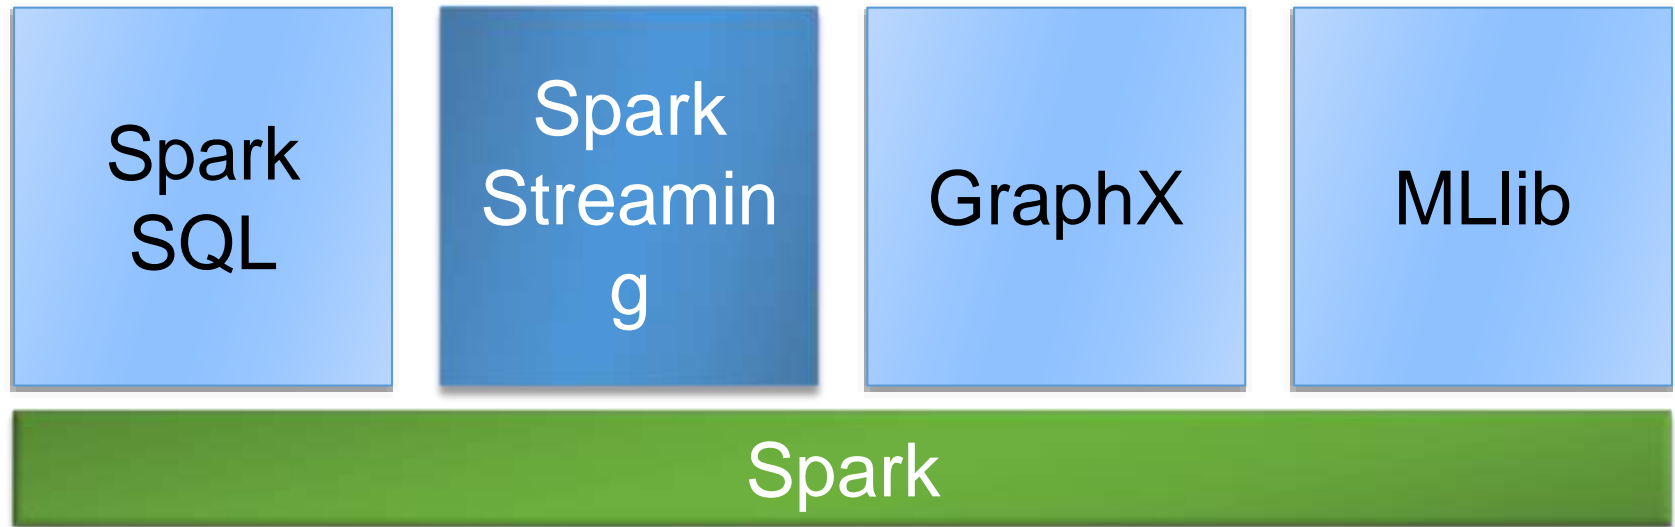 Spark
SQL
Spark
Streamin
g
GraphX
MLlib
Spark